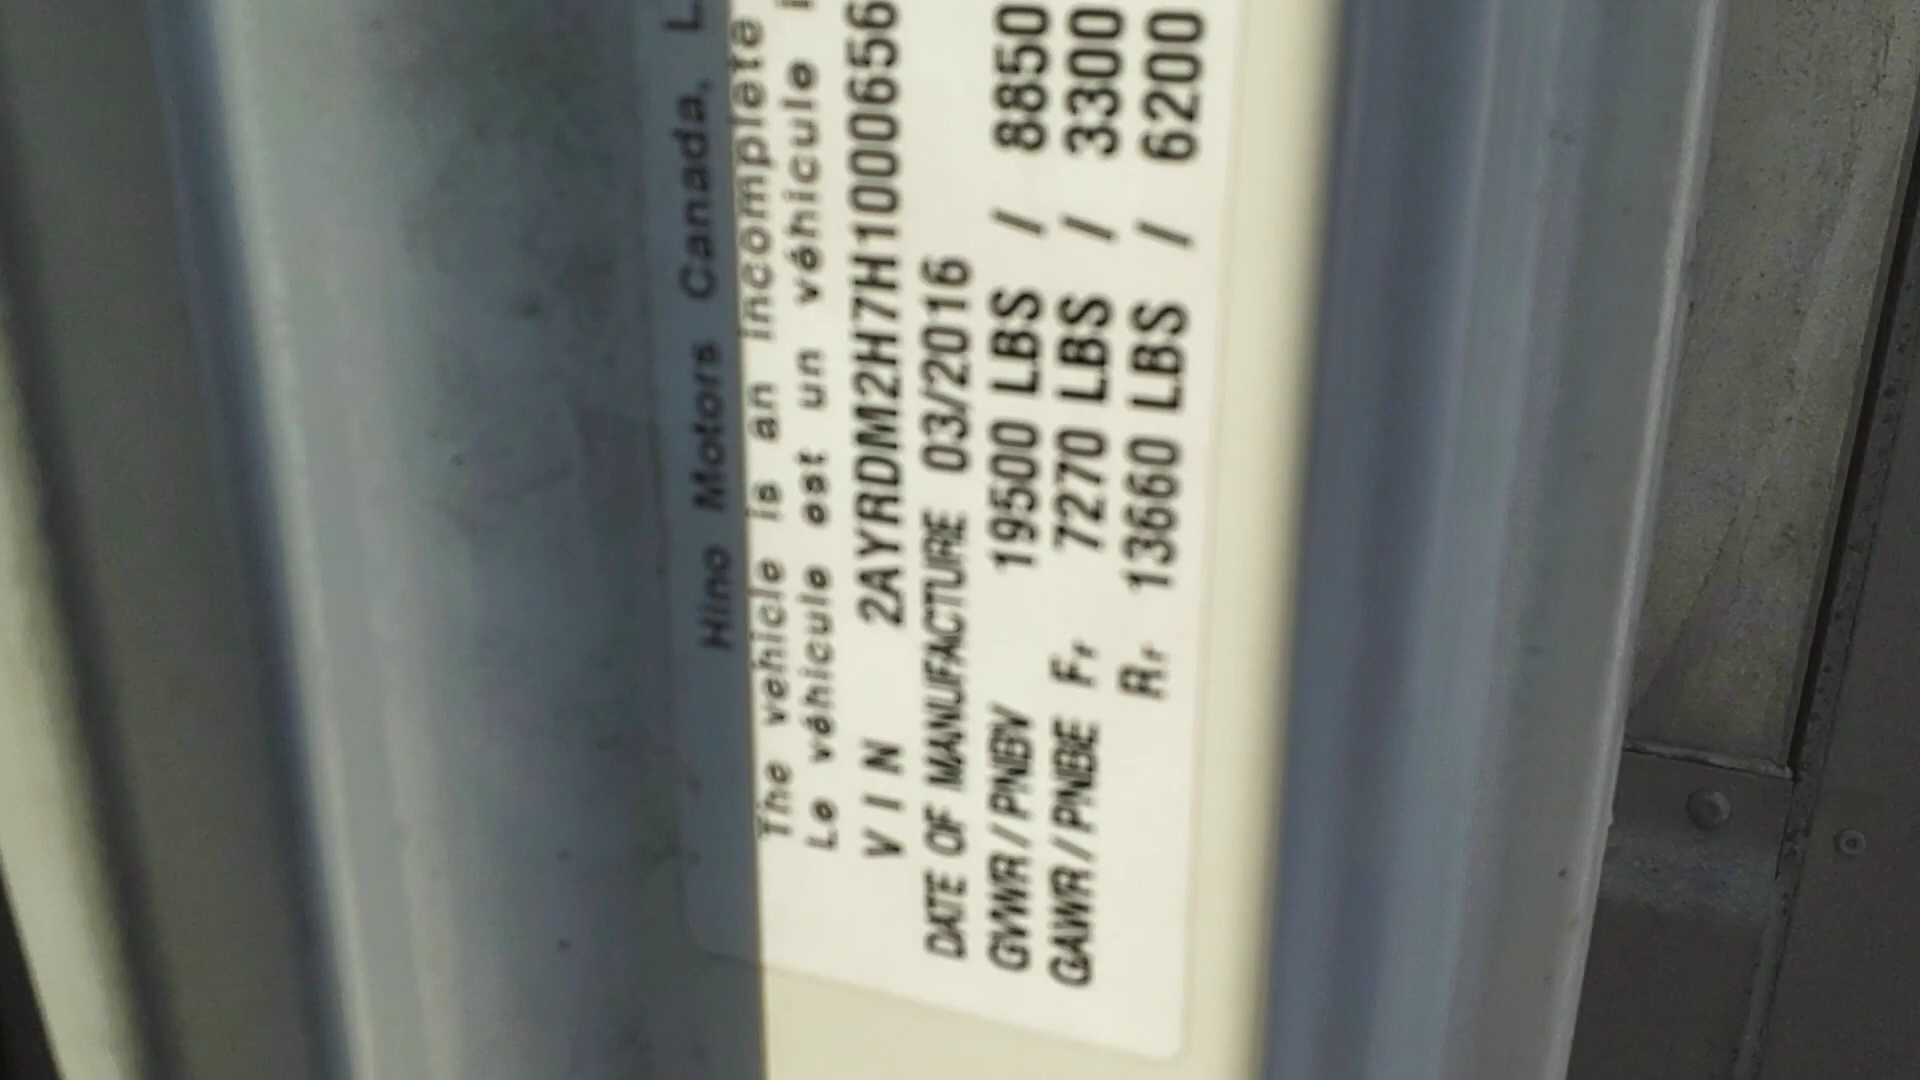 Hino Motors Canada, L
The vehicle is an incomplete
Le véhicule est un véhicule i
VIN 2AYRDM2H7H1000656
DATE OF MANUFACTURE 03/2016
GVWR/PNBV 19500 LBS / 8850
GAWR/PNBE Fr 7270 LBS / 3300
Rr 13660 LBS / 6200